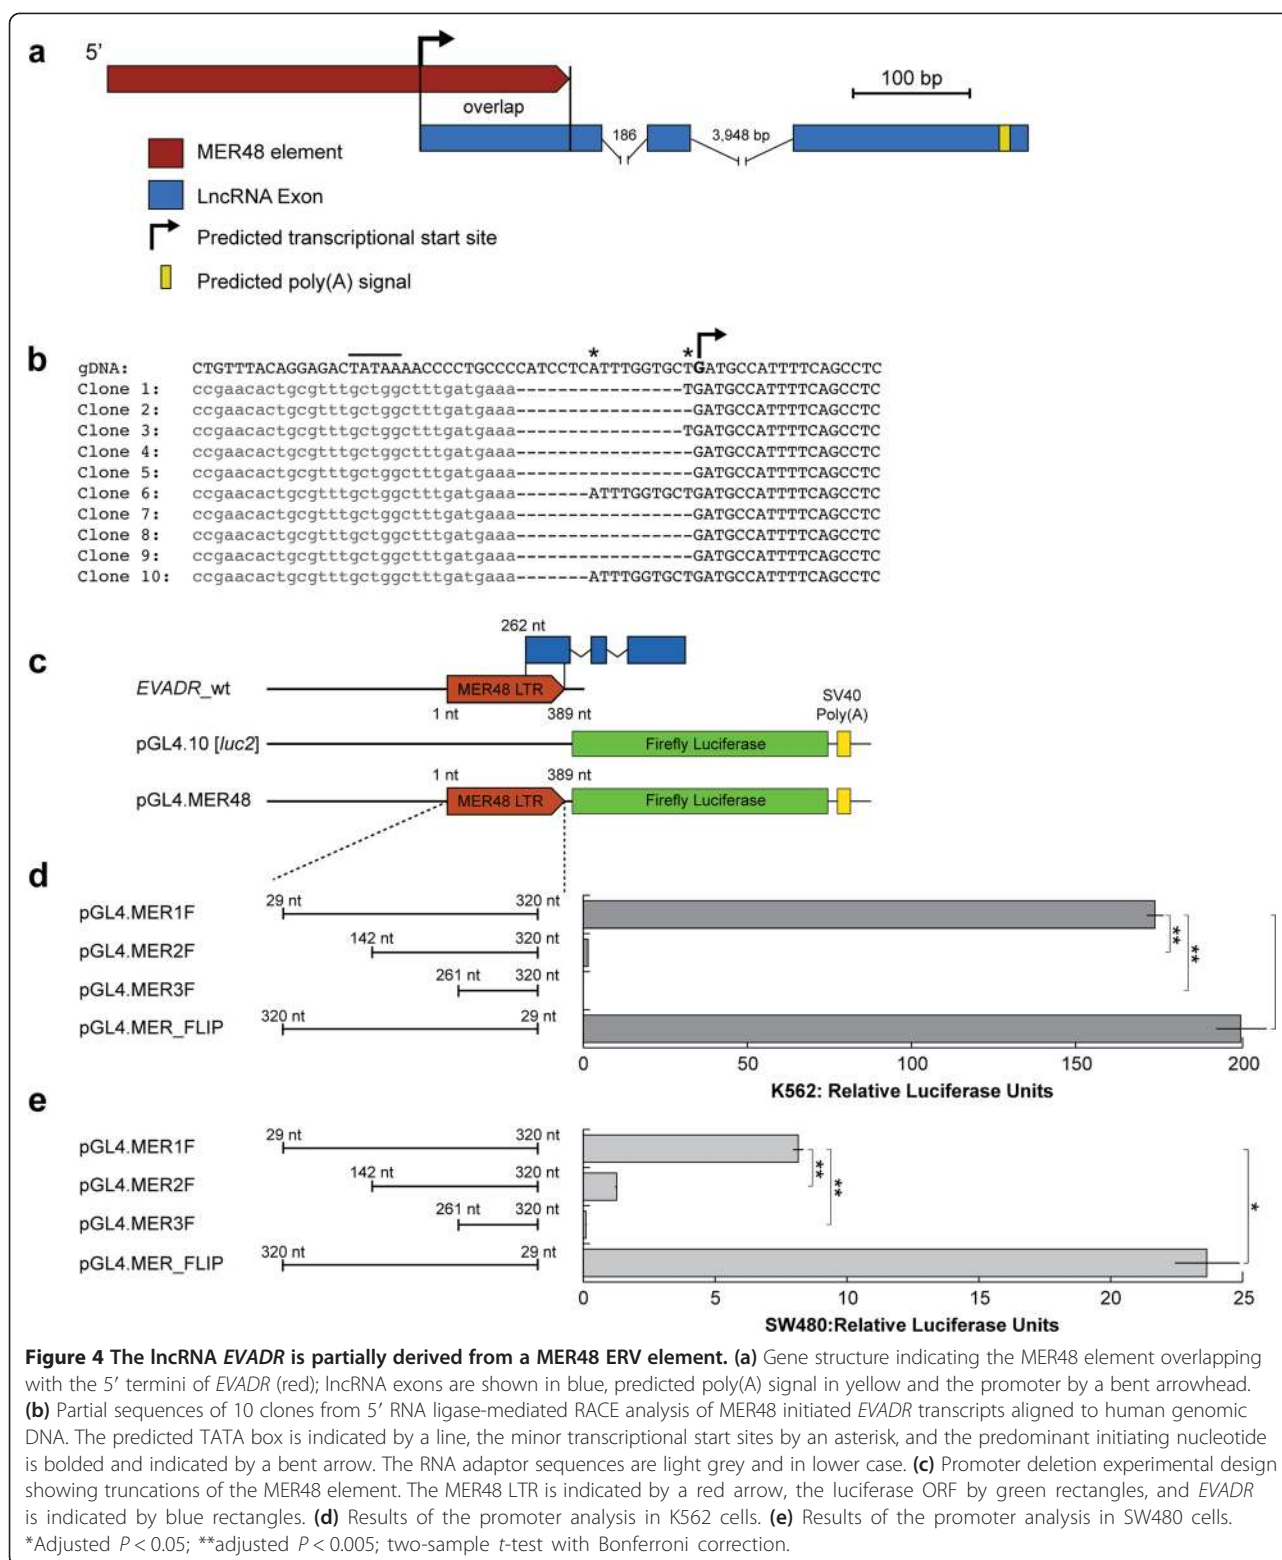 a
5’
100 bp
overlap
186
3,948 bp
MER48 element
LncRNA Exon
Predicted transcriptional start site
Predicted poly(A) signal
b
* *
gDNA: CTGTTTACAGGAGACTATAAAACCCCTGCCCCATCCTCATTTGGTGCTGATGCCATTTTCAGCCTC
Clone 1: ccgaacactgcgtttgctggctttgatgaaa----------------TGATGCCATTTTCAGCCTC
Clone 2: ccgaacactgcgtttgctggctttgatgaaa-----------------GATGCCATTTTCAGCCTC
Clone 3: ccgaacactgcgtttgctggctttgatgaaa----------------TGATGCCATTTTCAGCCTC
Clone 4: ccgaacactgcgtttgctggctttgatgaaa-----------------GATGCCATTTTCAGCCTC
Clone 5: ccgaacactgcgtttgctggctttgatgaaa-----------------GATGCCATTTTCAGCCTC
Clone 6: ccgaacactgcgtttgctggctttgatgaaa-------ATTTGGTGCTGATGCCATTTTCAGCCTC
Clone 7: ccgaacactgcgtttgctggctttgatgaaa-----------------GATGCCATTTTCAGCCTC
Clone 8: ccgaacactgcgtttgctggctttgatgaaa-----------------GATGCCATTTTCAGCCTC
Clone 9: ccgaacactgcgtttgctggctttgatgaaa-----------------GATGCCATTTTCAGCCTC
Clone 10: ccgaacactgcgtttgctggctttgatgaaa-------ATTTGGTGCTGATGCCATTTTCAGCCTC
c
262 nt
EVADR_wt
MER48 LTR
1 nt
389 nt
SV40
Poly(A)
pGL4.10 [luc2]
Firefly Luciferase
1 nt
389 nt
pGL4.MER48
MER48 LTR
Firefly Luciferase
d
pGL4.MER1F
29 nt
320 nt
pGL4.MER2F
142 nt
320 nt
pGL4.MER3F
261 nt
320 nt
pGL4.MER_FLIP
320 nt
29 nt
**
**
0 50 100 150 200
K562: Relative Luciferase Units
e
pGL4.MER1F
29 nt
320 nt
pGL4.MER2F
142 nt
320 nt
pGL4.MER3F
261 nt
320 nt
pGL4.MER_FLIP
320 nt
29 nt
**
**
*
0 5 10 15 20 25
SW480:Relative Luciferase Units
Figure 4 The lncRNA EVADR is partially derived from a MER48 ERV element. (a) Gene structure indicating the MER48 element overlapping
with the 5′ termini of EVADR (red); lncRNA exons are shown in blue, predicted poly(A) signal in yellow and the promoter by a bent arrowhead.
(b) Partial sequences of 10 clones from 5′ RNA ligase-mediated RACE analysis of MER48 initiated EVADR transcripts aligned to human genomic
DNA. The predicted TATA box is indicated by a line, the minor transcriptional start sites by an asterisk, and the predominant initiating nucleotide
is bolded and indicated by a bent arrow. The RNA adaptor sequences are light grey and in lower case. (c) Promoter deletion experimental design
showing truncations of the MER48 element. The MER48 LTR is indicated by a red arrow, the luciferase ORF by green rectangles, and EVADR
is indicated by blue rectangles. (d) Results of the promoter analysis in K562 cells. (e) Results of the promoter analysis in SW480 cells.
*Adjusted P < 0.05; **adjusted P < 0.005; two-sample t-test with Bonferroni correction.